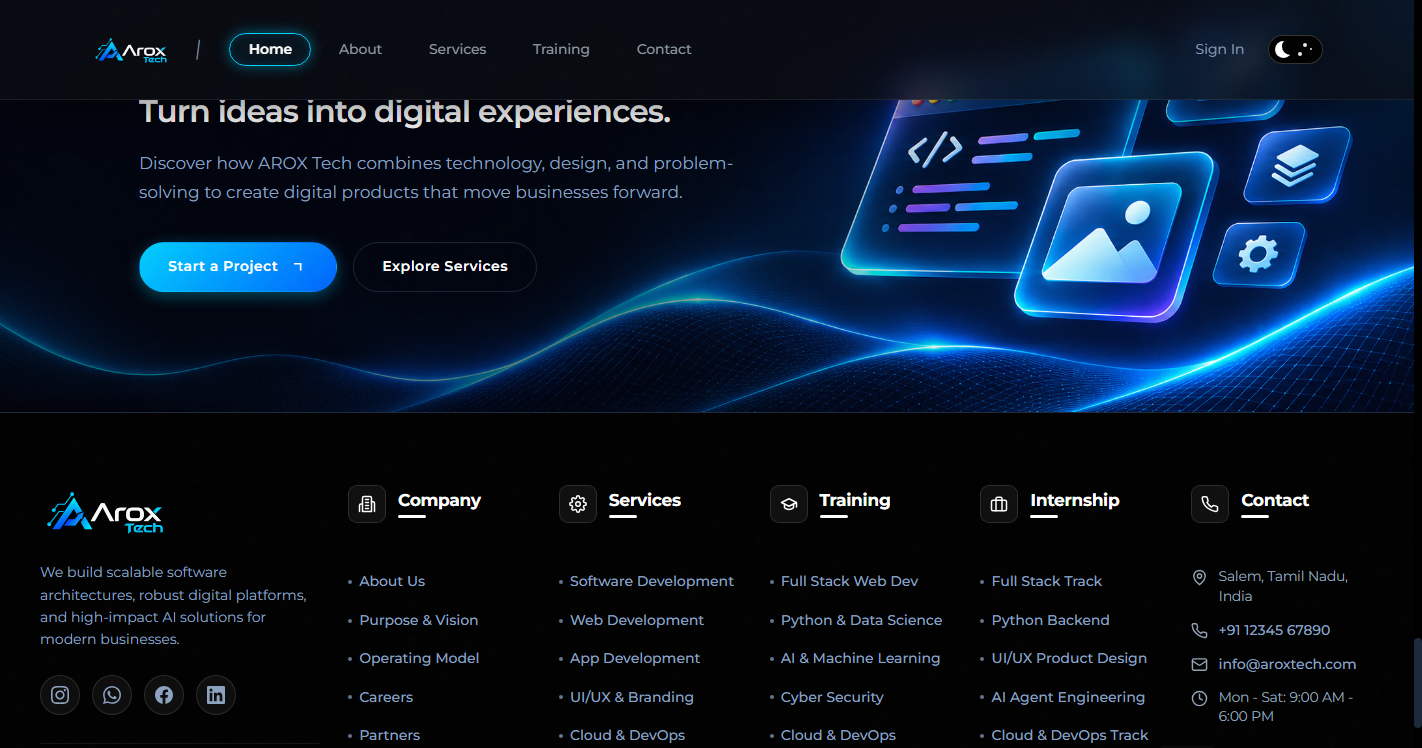 Arox
Tech
Home
About
Services
Training
Contact
Sign In
Turn ideas into digital experiences.
Discover how AROX Tech combines technology, design, and problem-
solving to create digital products that move businesses forward.
Start a Project
Explore Services
</>
Arox
Tech
We build scalable software
architectures, robust digital platforms,
and high-impact AI solutions for
modern businesses.
Company
About Us
Purpose & Vision
Operating Model
Careers
Partners
Services
Software Development
Web Development
App Development
UI/UX & Branding
Cloud & DevOps
Training
Full Stack Web Dev
Python & Data Science
AI & Machine Learning
Cyber Security
Cloud & DevOps
Internship
Full Stack Track
Python Backend
UI/UX Product Design
AI Agent Engineering
Cloud & DevOps Track
Contact
Salem, Tamil Nadu,
India
+91 12345 67890
info@aroxtech.com
Mon - Sat: 9:00 AM -
6:00 PM